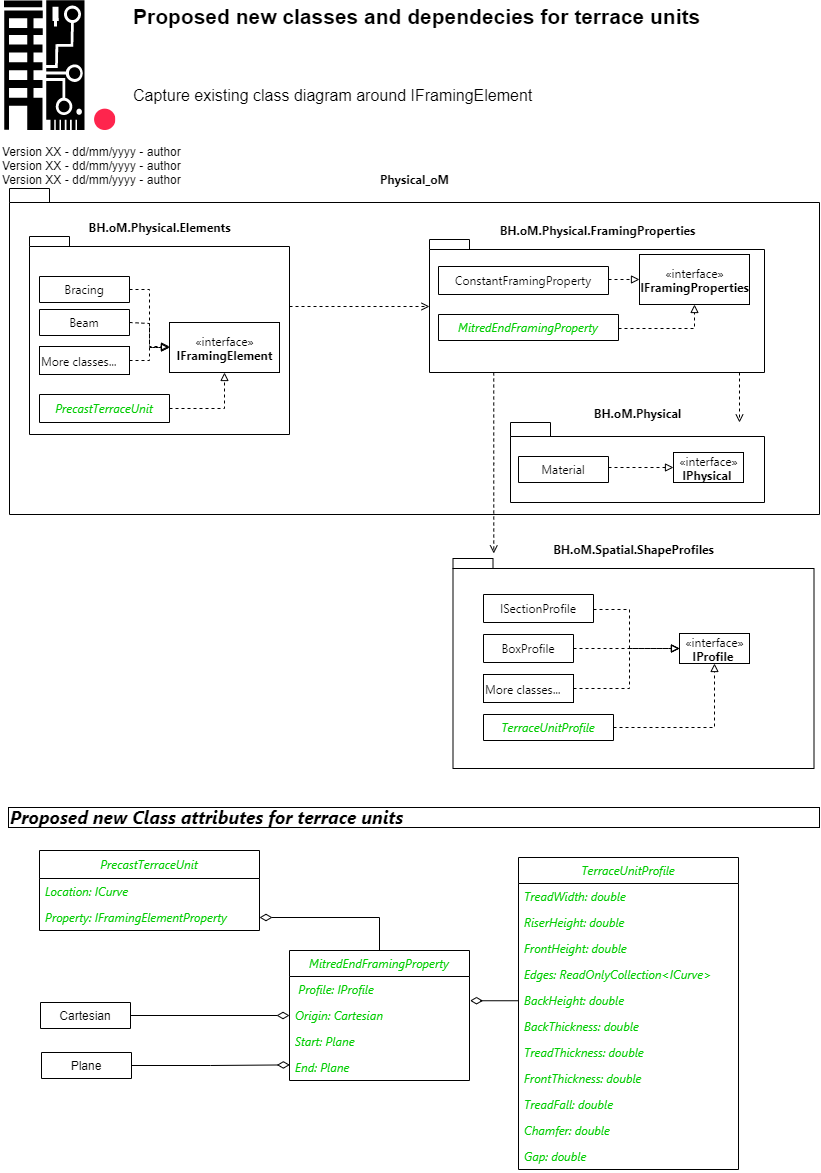 Proposed new classes and dependecies for terrace units
Capture existing class diagram around IFramingElement
Version XX - dd/mm/yyyy - author
Version XX - dd/mm/yyyy - author
Version XX - dd/mm/yyyy - author
Physical_oM
BH.oM.Physical.Elements
Bracing
Beam
More classes...
PrecastTerraceUnit
«interface»
IFramingElement
BH.oM.Physical.FramingProperties
ConstantFramingProperty
MitredEndFramingProperty
«interface»
IFramingProperties
BH.oM.Physical
Material
«interface»
IPhysical
BH.oM.Spatial.ShapeProfiles
ISectionProfile
BoxProfile
More classes...
TerraceUnitProfile
«interface»
IProfile
Proposed new Class attributes for terrace units
PrecastTerraceUnit
Location: ICurve
Property: IFramingElementProperty
MitredEndFramingProperty
Profile: IProfile
Origin: Cartesian
Start: Plane
End: Plane
Cartesian
Plane
TerraceUnitProfile
TreadWidth: double
RiserHeight: double
FrontHeight: double
Edges: ReadOnlyCollection<ICurve>
BackHeight: double
BackThickness: double
TreadThickness: double
FrontThickness: double
TreadFall: double
Chamfer: double
Gap: double